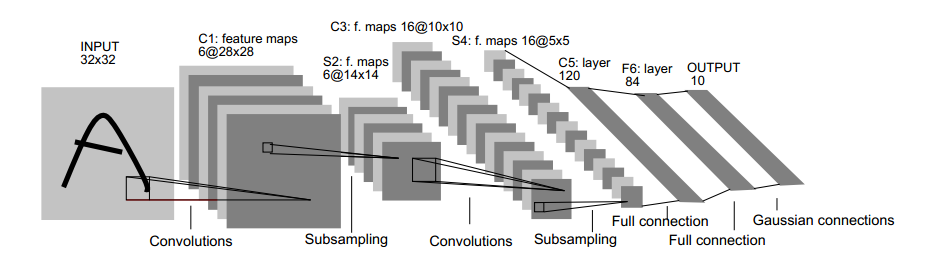 INPUT
32x32
C1: feature maps
6@28x28
S2: f. maps
6@14x14
C3: f. maps 16@10x10
S4: f. maps 16@5x5
C5: layer
120
F6: layer
84
OUTPUT
10
Convolutions
Subsampling
Convolutions
Subsampling
Full connection
Full connection
Gaussian connections